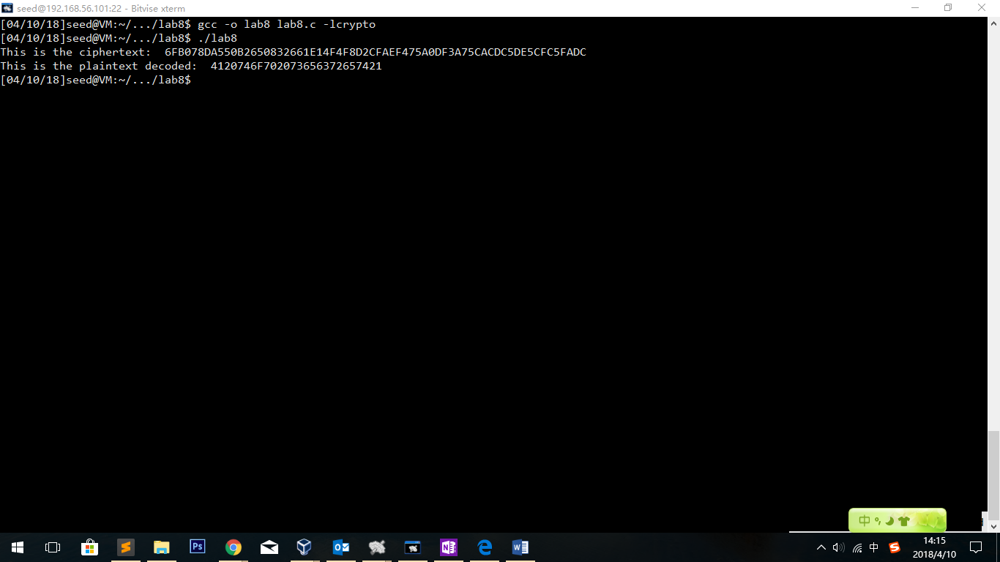 seed@192.168.56.101:22 - Bitvise xterm
[04/10/18]seed@VM:~/.../lab8$ gcc -o lab8 lab8.c -lcrypto
[04/10/18]seed@VM:~/.../lab8$ ./lab8
This is the ciphertext:  6FB078DA550B2650832661E14F4F8D2CFAEF475A0DF3A75CACDC5DE5CFC5FADC
This is the plaintext decoded:  4120746F702073656372657421
[04/10/18]seed@VM:~/.../lab8$
中
Ps
中
14:15
2018/4/10